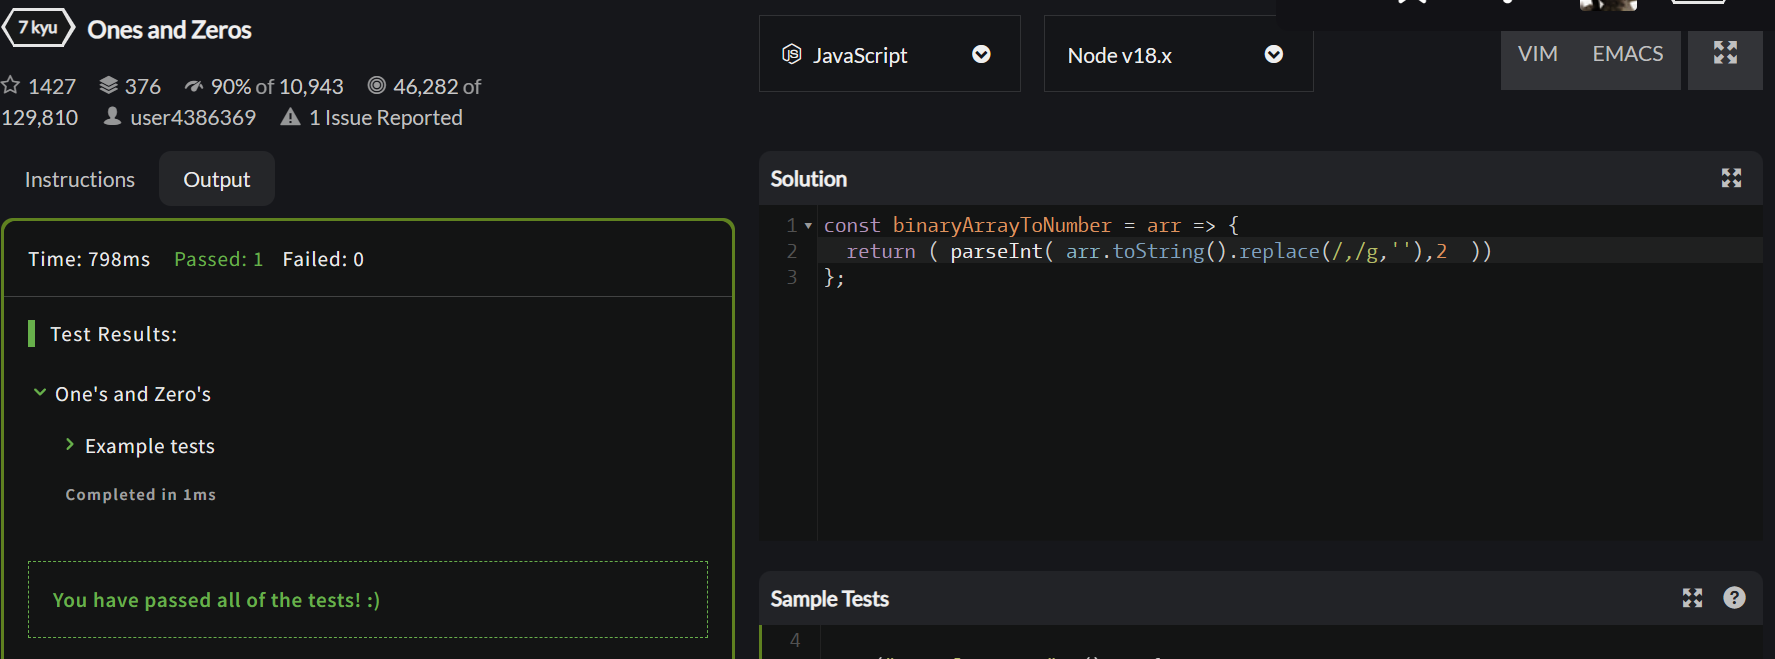 7 kyu
Ones and Zeros
1427 376 90% of 10,943 46,282 of
129,810 user4386369 1 Issue Reported
Instructions
Output
Time: 798ms Passed: 1 Failed: 0
Test Results:
One's and Zero's
Example tests
Completed in 1ms
You have passed all of the tests! :)
JavaScript
Node v18.x
VIM
EMACS
Solution
1 const binaryArrayToNumber = arr => {
2 return ( parseInt( arr.toString().replace(/,/g,''),2  ))
3 };
Sample Tests
?
4